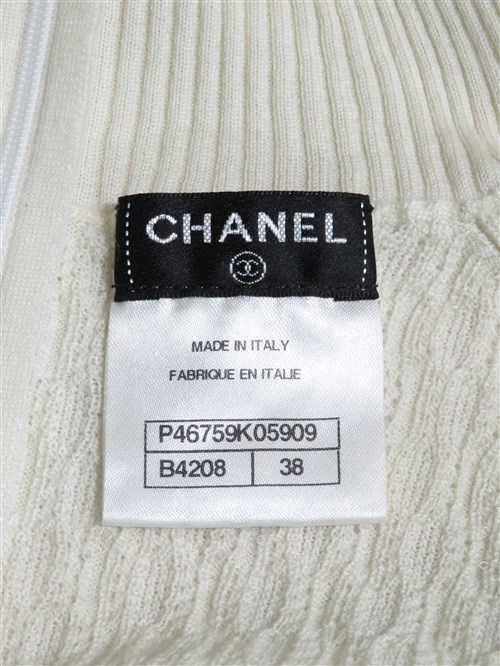 CHANEL
MADE IN ITALY
FABRIQUE EN ITALIE
P46759K05909
B4208 38